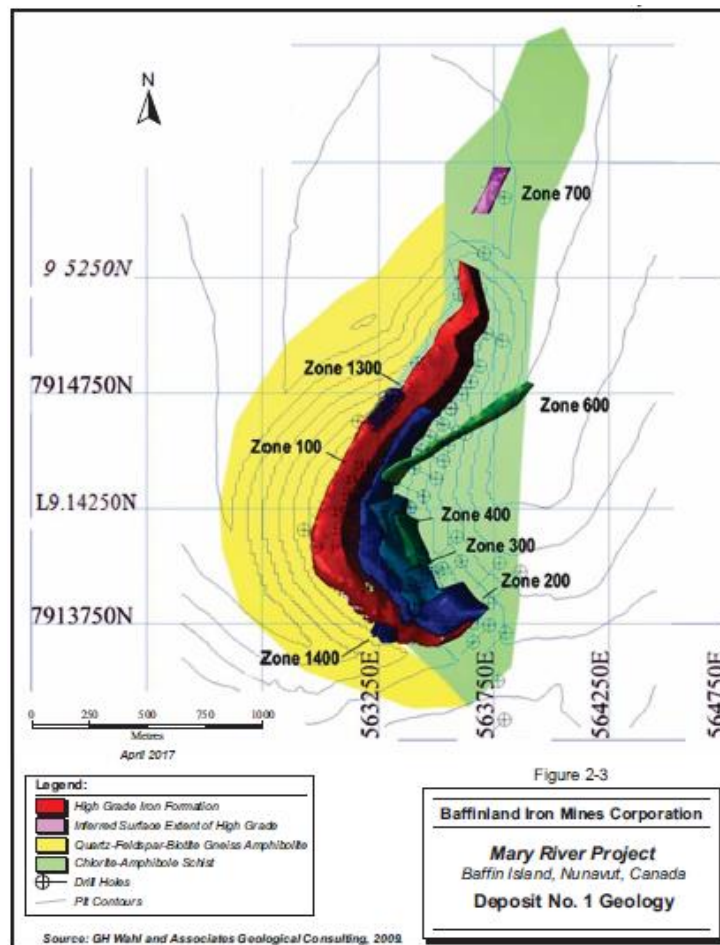 N
Zone 700
9 5250N
Zone 1300
7914750N
Zone 600
Zone 100
L9.14250N
Zone 400
Zone 300
Zone 200
7913750N
Zone 1400
563250E
563750E
564250E
564750E
0 250 500 750 1000
Metres
April 2017
Figure 2-3
Legend:
High Grade Iron Formation
Inferred Surface Extent of High Grade
Quartz-Feldspar-Biotite Gneiss Amphibolite
Chlorite-Amphibole Schist
Drill Holes
Pit Contours
Baffinland Iron Mines Corporation
Mary River Project
Baffin Island, Nunavut, Canada
Deposit No. 1 Geology
Source: GH Wahl and Associates Geological Consulting, 2009.